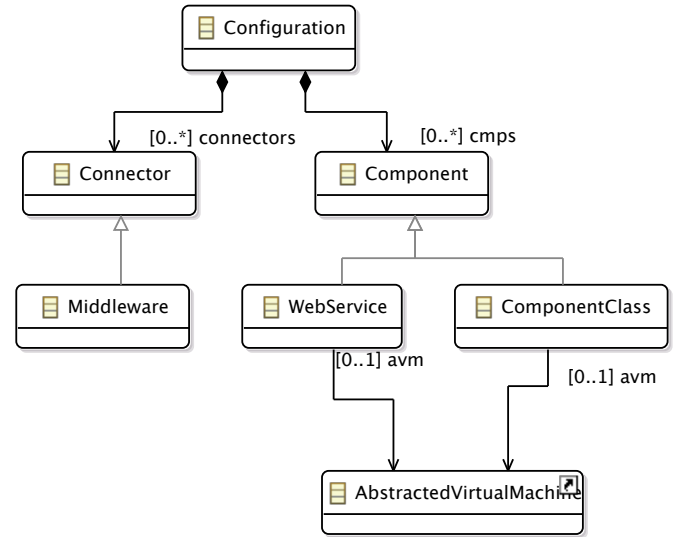 Configuration
[0..*] connectors
[0..*] cmps
Connector
Component
Middleware
WebService
ComponentClass
[0..1] avm
[0..1] avm
AbstractedVirtualMachine